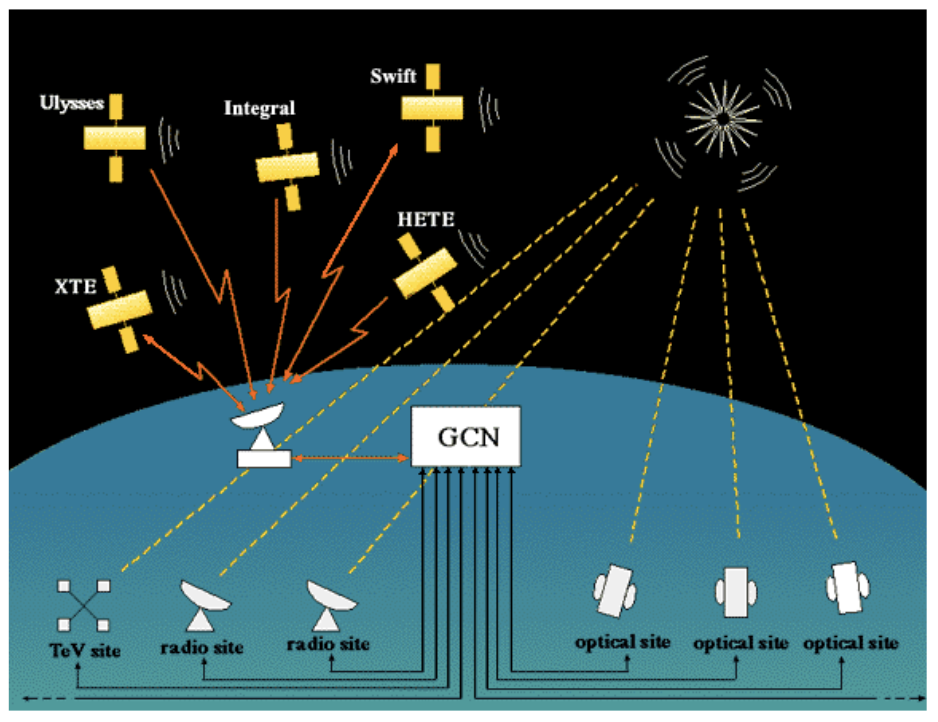 Swift
Ulysses
Integral
HETE
XTE
GCN
TeV site
radio site
radio site
optical site
optical site
optical site